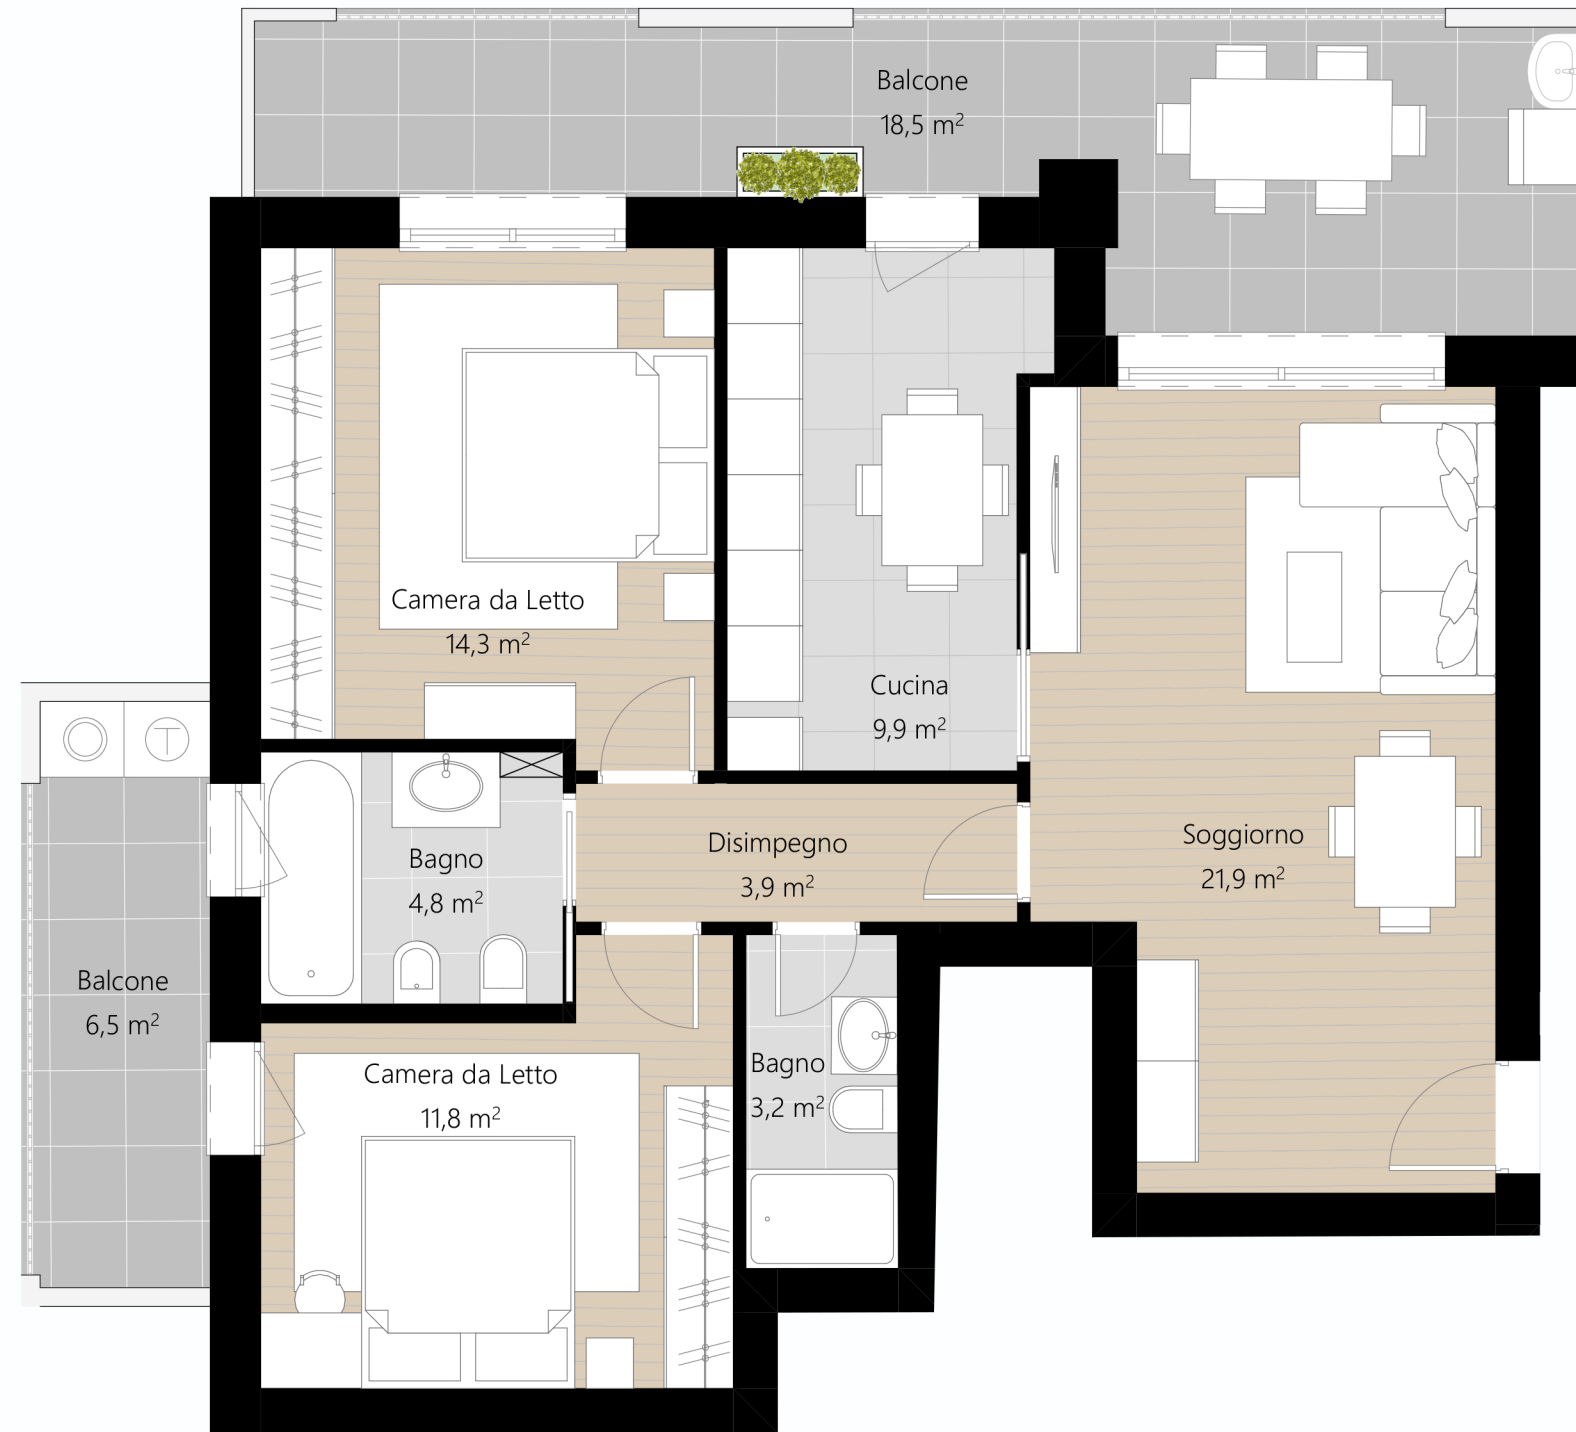 Balcone
18,5 m²
Camera da Letto
14,3 m²
Cucina
9,9 m²
Soggiorno
21,9 m²
Disimpegno
3,9 m²
Bagno
4,8 m²
Balcone
6,5 m²
Camera da Letto
11,8 m²
Bagno
3,2 m²